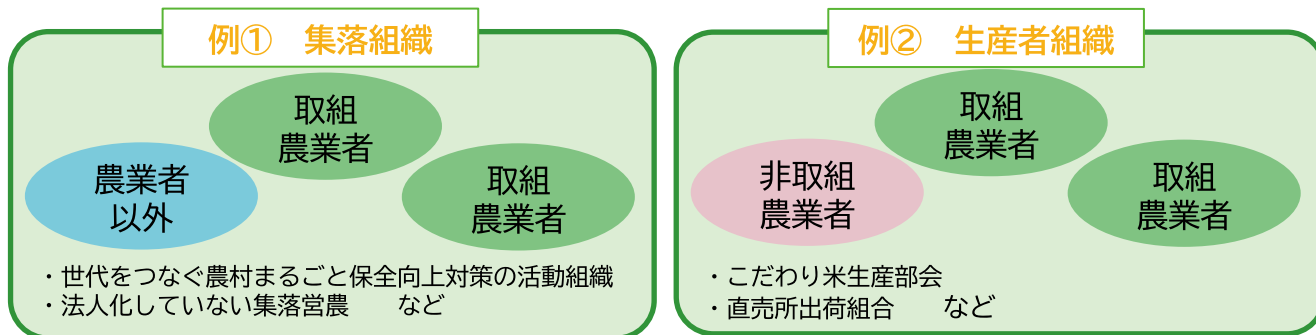 例①　集落組織
取組
農業者
農業者
以外
取組
農業者
・世代をつなぐ農村まるごと保全向上対策の活動組織
・法人化していない集落営農　　など
例②　生産者組織
取組
農業者
非取組
農業者
取組
農業者
・こだわり米生産部会
・直売所出荷組合　　など